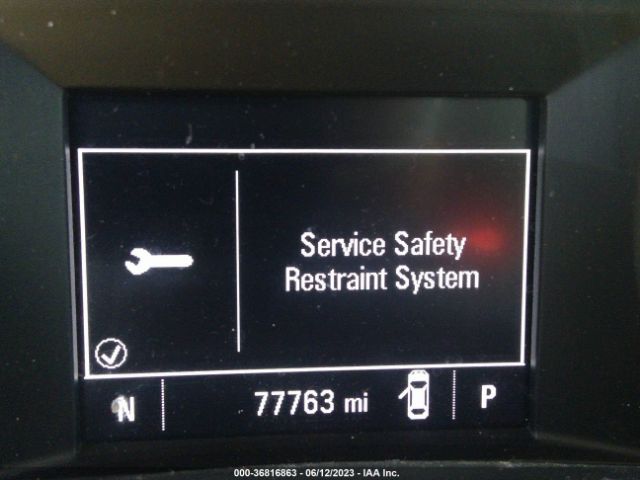 Service Safety
Restraint System
N
77763 mi
P
000-36816863 - 06/12/2023 - IAA Inc.